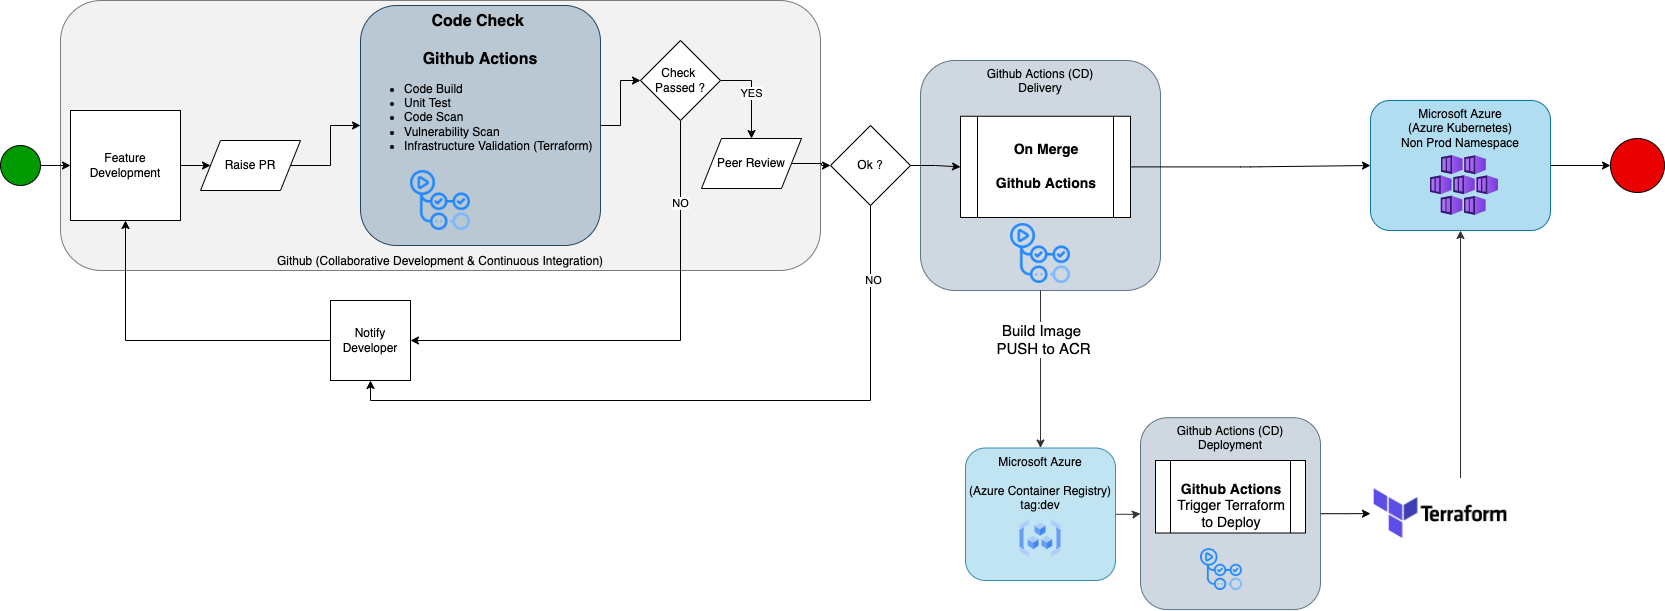 Code Check
Github Actions
Code Build
Unit Test
Code Scan
Vulnerability Scan
Infrastructure Validation (Terraform)
Feature
Development
Raise PR
Check
Passed ?
YES
Peer Review
NO
Github (Collaborative Development & Continuous Integration)
Notify
Developer
Ok ?
NO
Github Actions (CD)
Delivery
On Merge
Github Actions
Microsoft Azure
(Azure Kubernetes)
Non Prod Namespace
Build Image
PUSH to ACR
Microsoft Azure
(Azure Container Registry)
tag:dev
Github Actions (CD)
Deployment
Github Actions
Trigger Terraform
to Deploy
Terraform